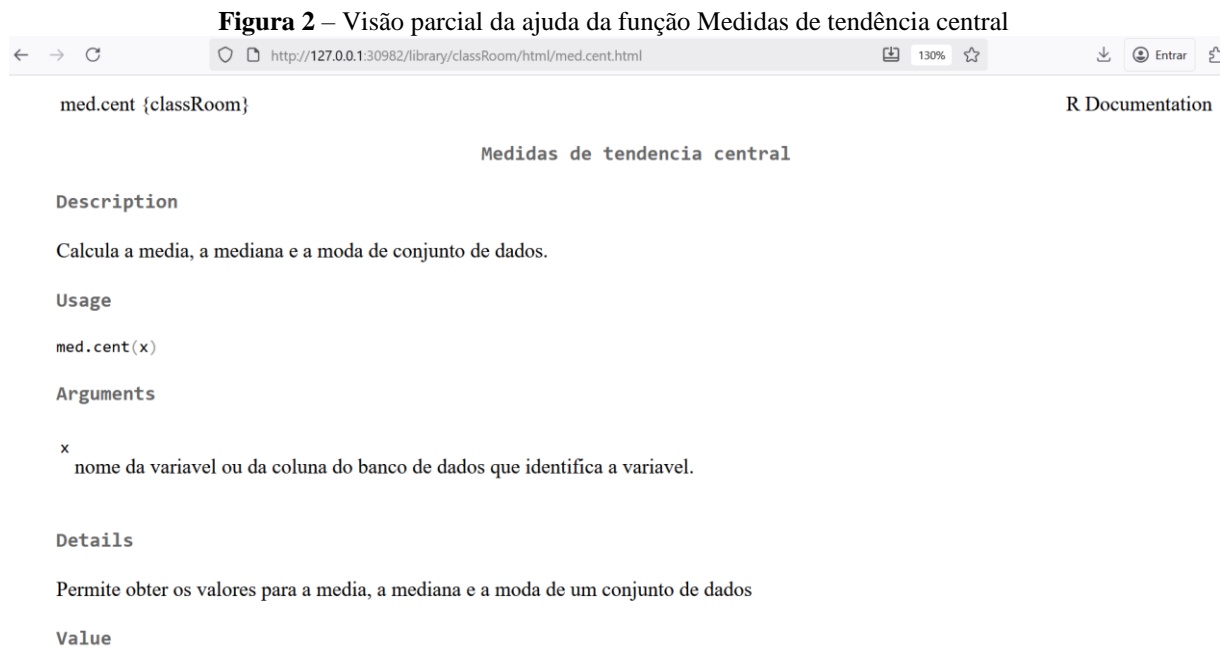 Figura 2 – Visão parcial da ajuda da função Medidas de tendência central
http://127.0.0.1:30982/library/classRoom/html/med.cent.html 130% Entrar
med.cent {classRoom} R Documentation
Medidas de tendencia central
Description
Calcula a media, a mediana e a moda de conjunto de dados.
Usage
med.cent(x)
Arguments
x
nome da variavel ou da coluna do banco de dados que identifica a variavel.
Details
Permite obter os valores para a media, a mediana e a moda de um conjunto de dados
Value